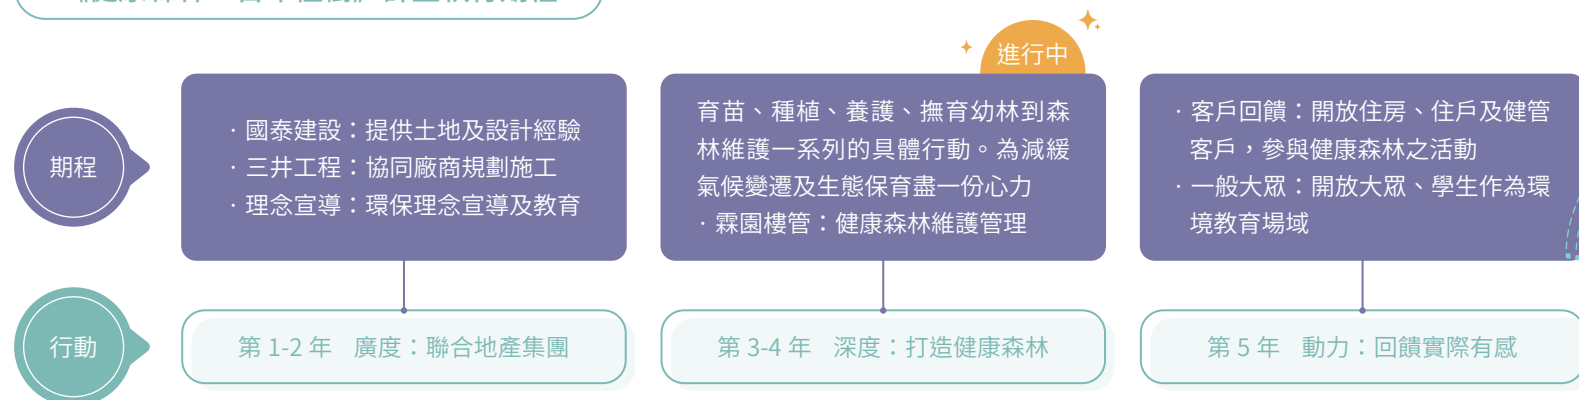 進行中
期程
· 國泰建設：提供土地及設計經驗
· 三井工程：協同廠商規劃施工
· 理念宣導：環保理念宣導及教育
育苗、種植、養護、撫育幼林到森
林維護一系列的具體行動。為減緩
氣候變遷及生態保育盡一份心力
· 霖園樓管：健康森林維護管理
· 客戶回饋：開放住房、住戶及健管
客戶，參與健康森林之活動
· 一般大眾：開放大眾、學生作為環
境教育場域
行動
第 1-2 年 廣度：聯合地產集團
第 3-4 年 深度：打造健康森林
第 5 年 動力：回饋實際有感